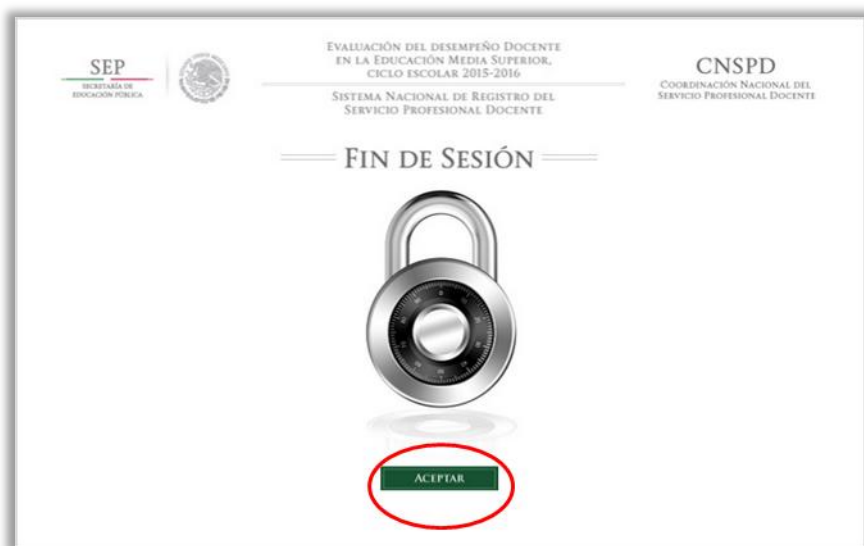 SEP
SECRETARÍA DE
EDUCACIÓN PÚBLICA
EVALUACIÓN DEL DESEMPEÑO DOCENTE
EN LA EDUCACIÓN MEDIA SUPERIOR,
CICLO ESCOLAR 2015-2016
SISTEMA NACIONAL DE REGISTRO DEL
SERVICIO PROFESIONAL DOCENTE
CNSPD
COORDINACIÓN NACIONAL DEL
SERVICIO PROFESIONAL DOCENTE
FIN DE SESIÓN
ACEPTAR